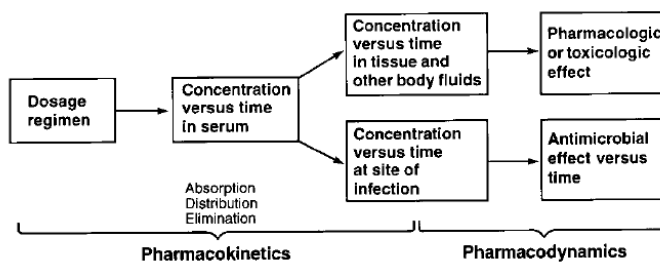 Dosage
regimen
Concentration
versus time
in serum
Concentration
versus time
in tissue and
other body fluids
Pharmacologic
or toxicologic
effect
Concentration
versus time
at site of
infection
Antimicrobial
effect versus
time
Absorption
Distribution
Elimination
Pharmacokinetics
Pharmacodynamics